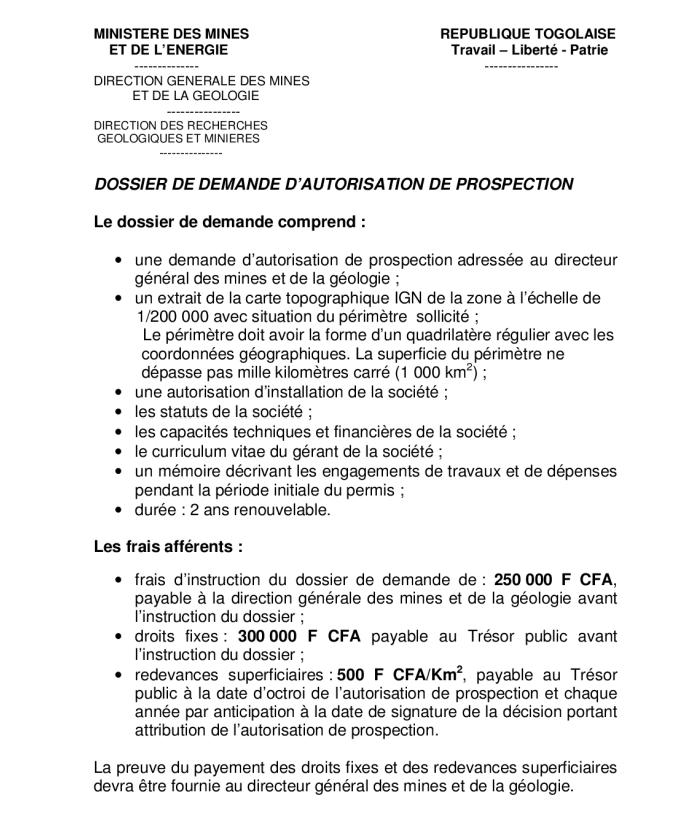 MINISTERE DES MINES
ET DE L'ENERGIE
--------------
DIRECTION GENERALE DES MINES
ET DE LA GEOLOGIE
----------------
DIRECTION DES RECHERCHES
GEOLOGIQUES ET MINIERES
--------------
REPUBLIQUE TOGOLAISE
Travail – Liberté - Patrie
----------------
DOSSIER DE DEMANDE D'AUTORISATION DE PROSPECTION
Le dossier de demande comprend :
• une demande d'autorisation de prospection adressée au directeur
général des mines et de la géologie ;
• un extrait de la carte topographique IGN de la zone à l'échelle de
1/200 000 avec situation du périmètre sollicité ;
Le périmètre doit avoir la forme d'un quadrilatère régulier avec les
coordonnées géographiques. La superficie du périmètre ne
dépasse pas mille kilomètres carré (1 000 km²) ;
• une autorisation d'installation de la société ;
• les statuts de la société ;
• les capacités techniques et financières de la société ;
• le curriculum vitae du gérant de la société ;
• un mémoire décrivant les engagements de travaux et de dépenses
pendant la période initiale du permis ;
• durée : 2 ans renouvelable.
Les frais afférents :
• frais d'instruction du dossier de demande de : 250 000 F CFA,
payable à la direction générale des mines et de la géologie avant
l'instruction du dossier ;
• droits fixes : 300 000 F CFA payable au Trésor public avant
l'instruction du dossier ;
• redevances superficiaires : 500 F CFA/Km², payable au Trésor
public à la date d'octroi de l'autorisation de prospection et chaque
année par anticipation à la date de signature de la décision portant
attribution de l'autorisation de prospection.
La preuve du payement des droits fixes et des redevances superficiaires
devra être fournie au directeur général des mines et de la géologie.